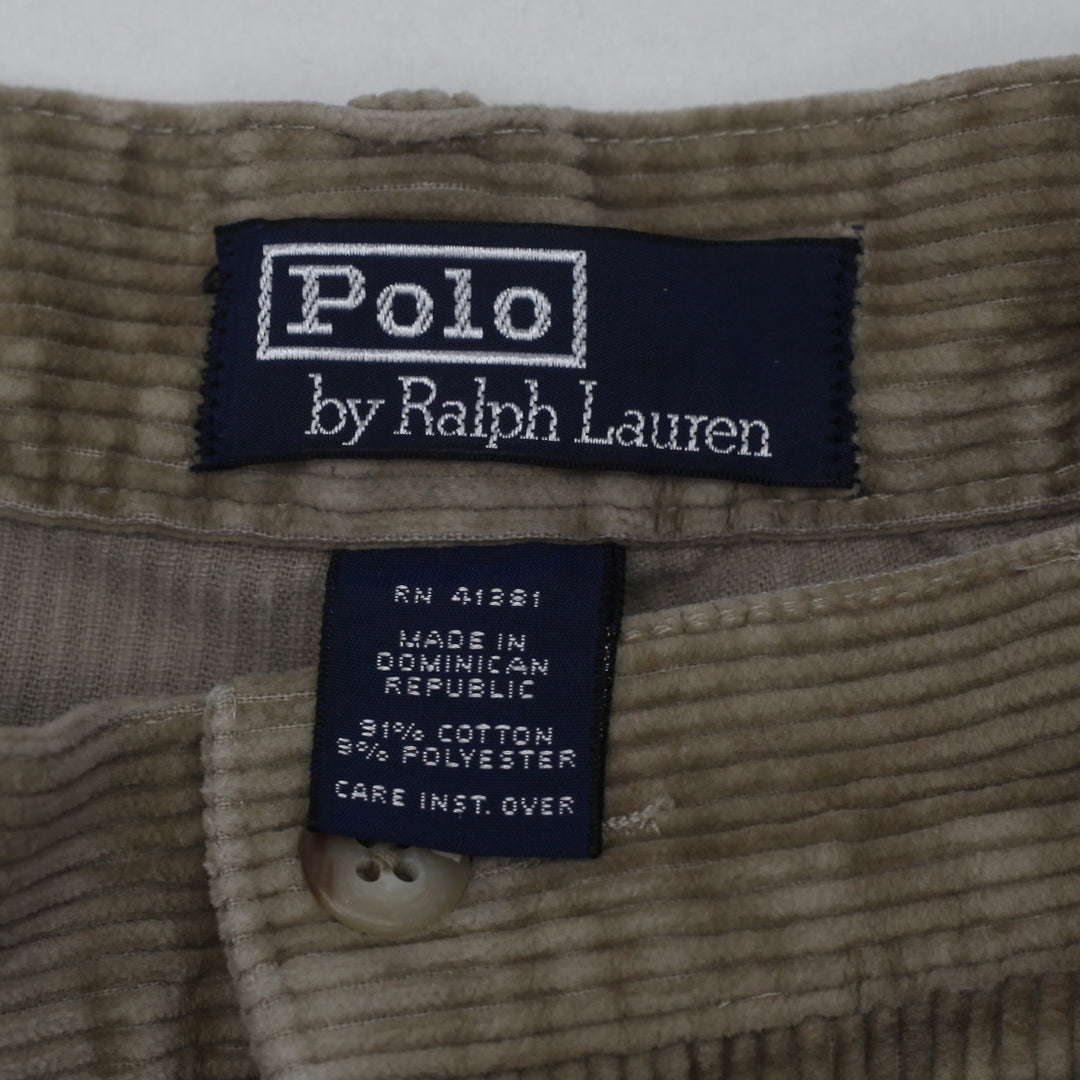 Polo
by Ralph Lauren
RN 41381
MADE IN
DOMINICAN
REPUBLIC
91% COTTON
9% POLYESTER
CARE INST. OVER